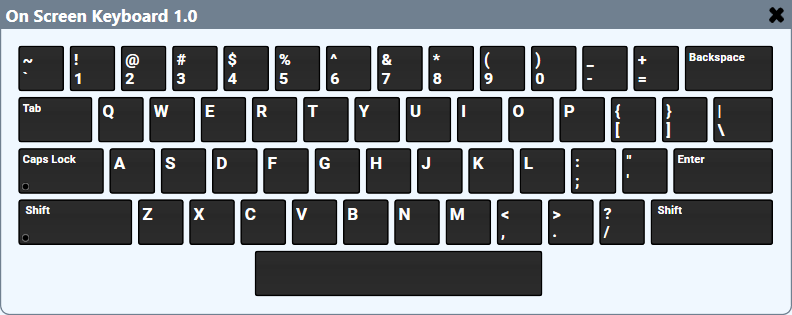 On Screen Keyboard 1.0 ✖
~ ! @ # $ % ^ & * ( ) _ + Backspace
` 1 2 3 4 5 6 7 8 9 0 - =
Tab Q W E R T Y U I O P { } |
[ ] \
Caps Lock A S D F G H J K L : " Enter
; '
Shift Z X C V B N M < > ? Shift
, . /